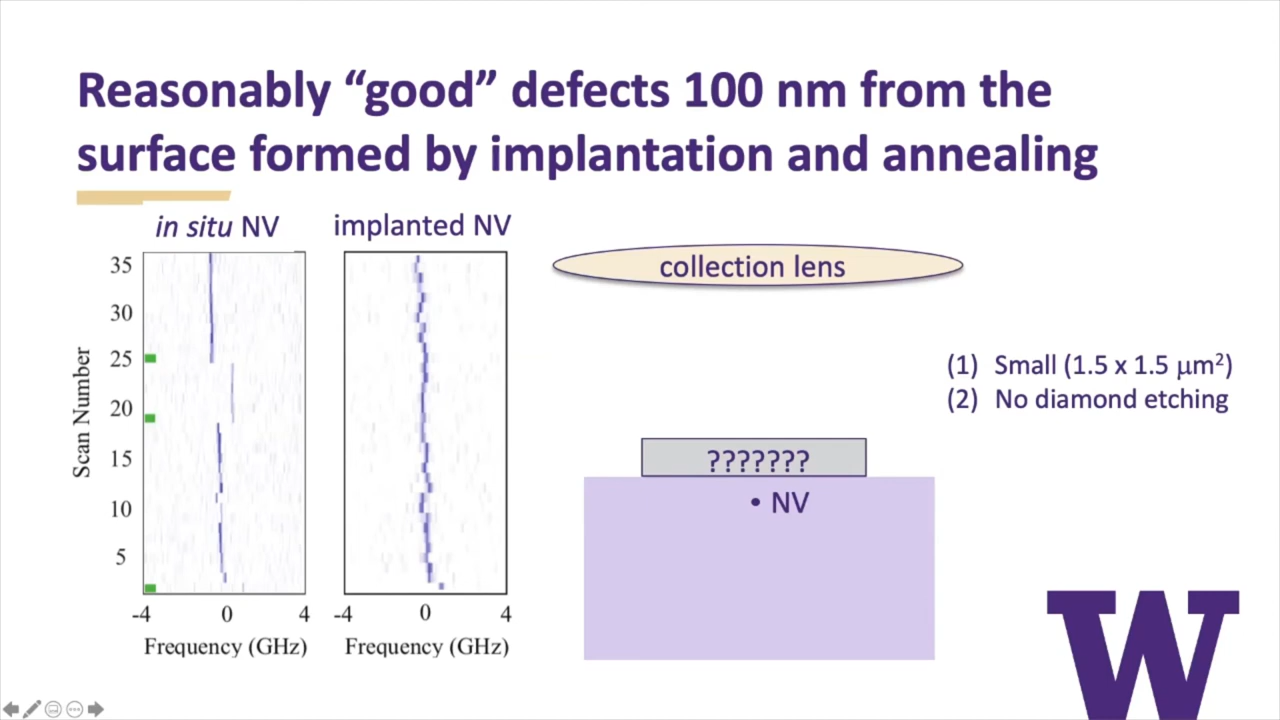 Reasonably “good” defects 100 nm from the
surface formed by implantation and annealing
in situ NV
implanted NV
35
30
25
20
15
10
5
Scan Number
-4
0
4
Frequency (GHz)
-4
0
4
Frequency (GHz)
collection lens
???????
• NV
(1) Small (1.5 x 1.5 μm²)
(2) No diamond etching
W